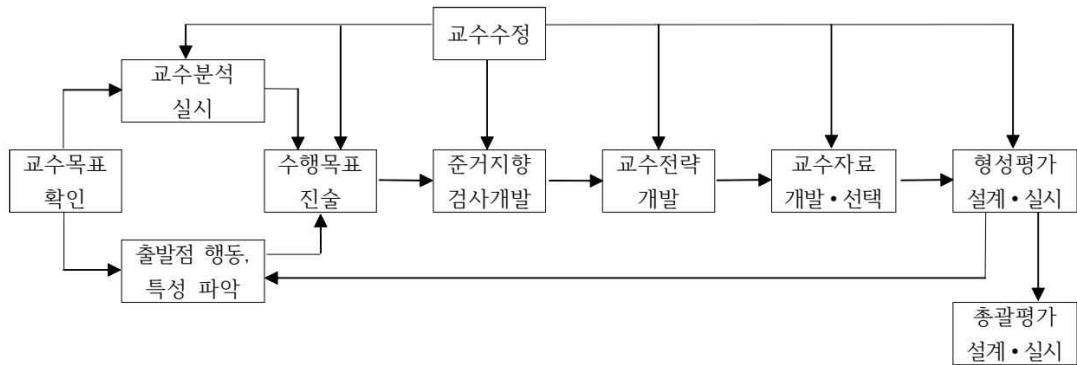 교수수정
교수분석
실시
교수목표
확인
수행목표
진술
준거지향
검사개발
교수전략
개발
교수자료
개발•선택
형성평가
설계•실시
출발점 행동,
특성 파악
총괄평가
설계•실시